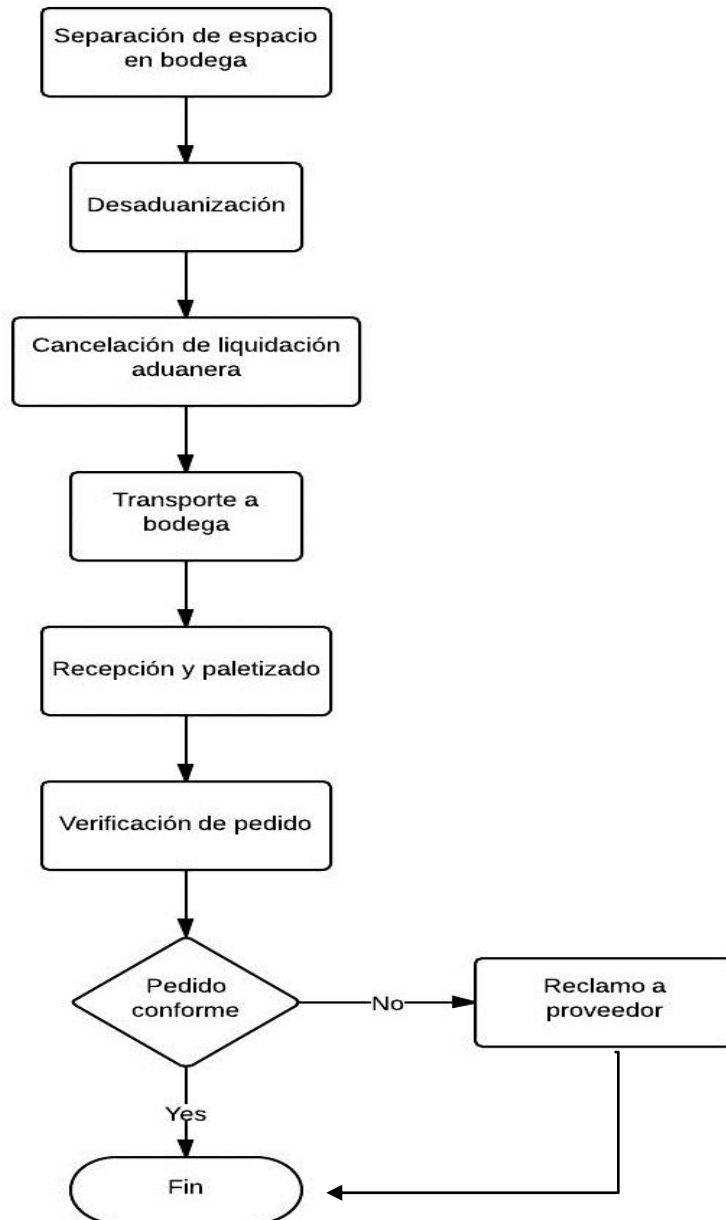 Separación de espacio
en bodega
Desaduanización
Cancelación de liquidación
aduanera
Transporte a
bodega
Recepción y paletizado
Verificación de pedido
Pedido
conforme
No
Reclamo a
proveedor
Yes
Fin